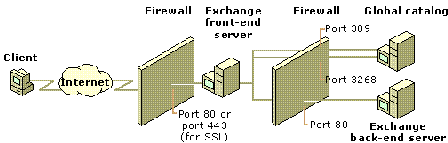 Firewall
Exchange
front-end
server
Firewall
Global catalog
Port 309
Client
Internet
Port 3268
Port 80 or
port 443
(for SSL)
Port 80
Exchange
back-end server